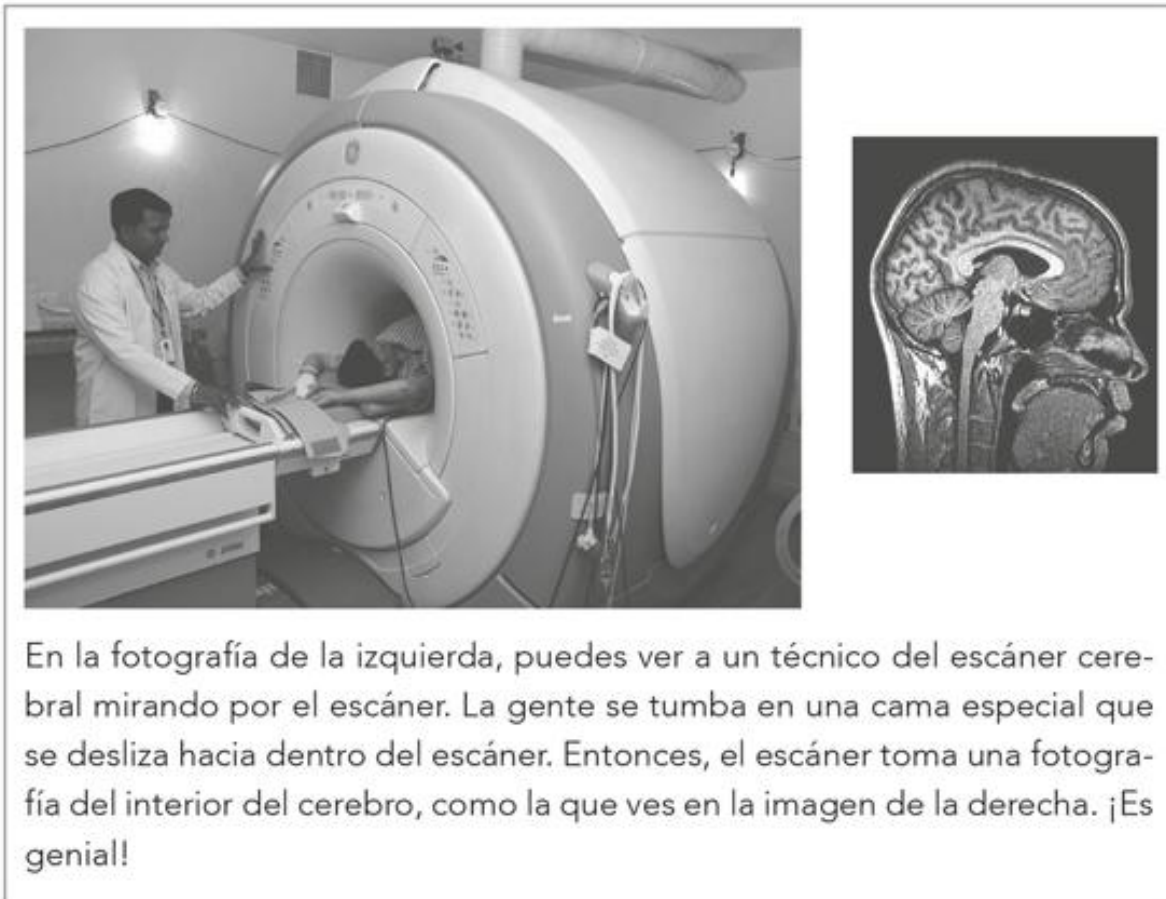 En la fotografía de la izquierda, puedes ver a un técnico del escáner cere-
bral mirando por el escáner. La gente se tumba en una cama especial que
se desliza hacia dentro del escáner. Entonces, el escáner toma una fotogra-
fía del interior del cerebro, como la que ves en la imagen de la derecha. ¡Es
genial!